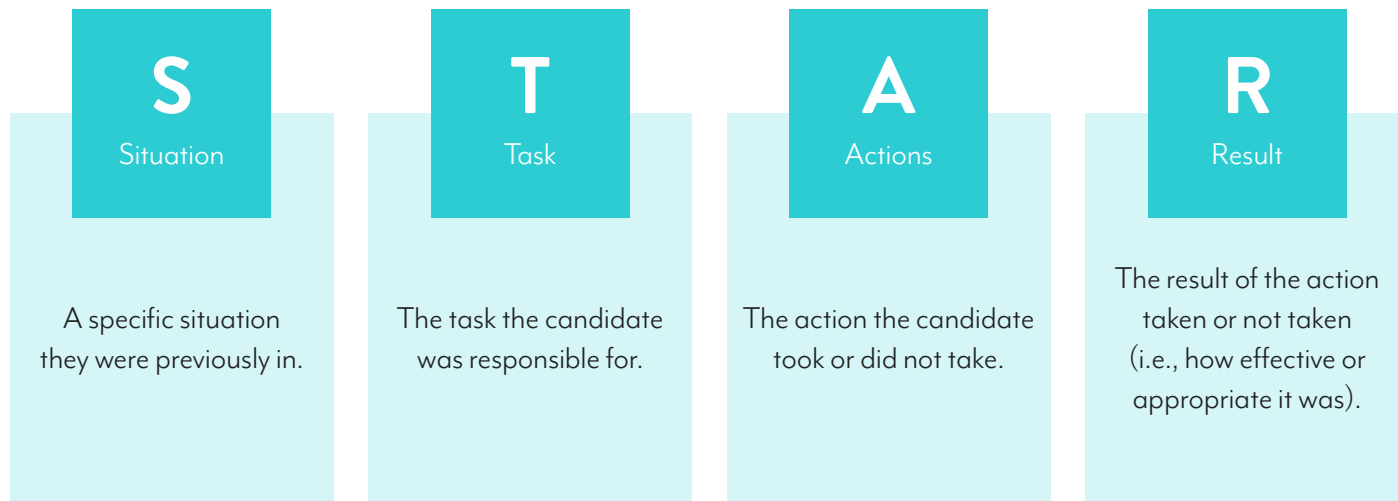 S
Situation
A specific situation
they were previously in.
T
Task
The task the candidate
was responsible for.
A
Actions
The action the candidate
took or did not take.
R
Result
The result of the action
taken or not taken
(i.e., how effective or
appropriate it was).